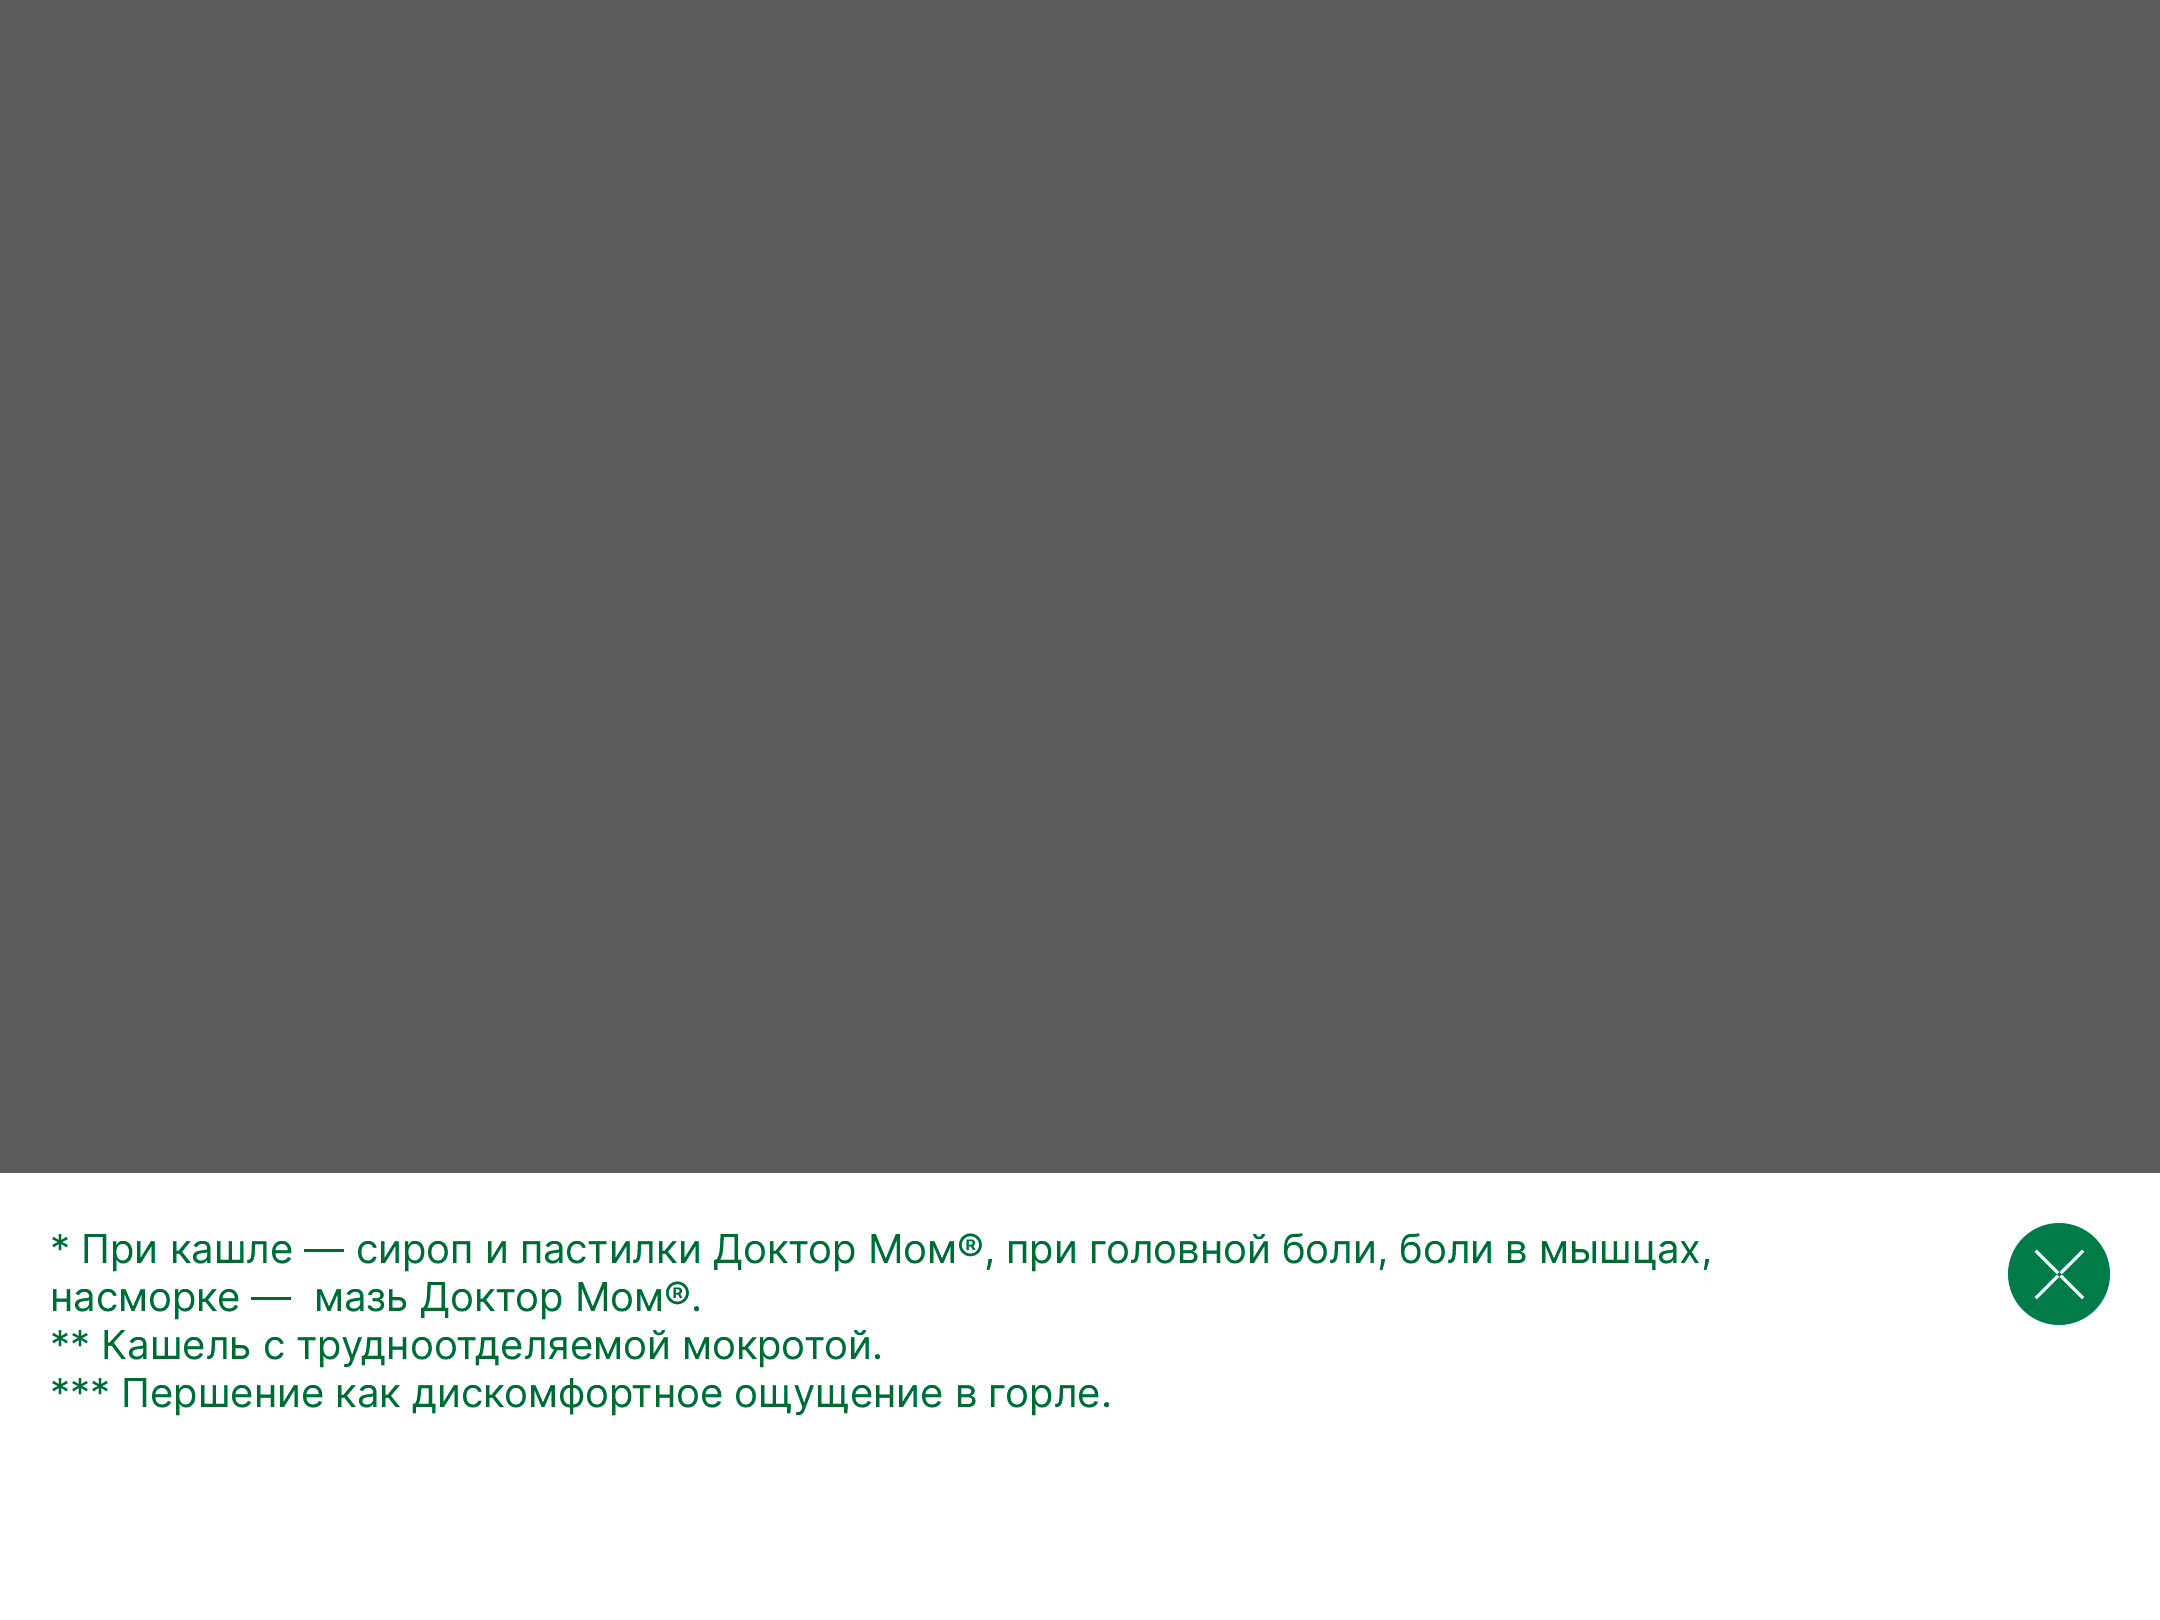 * При кашле — сироп и пастилки Доктор Мом®, при головной боли, боли в мышцах,
насморке —  мазь Доктор Мом®.
** Кашель с трудноотделяемой мокротой.
*** Першение как дискомфортное ощущение в горле.